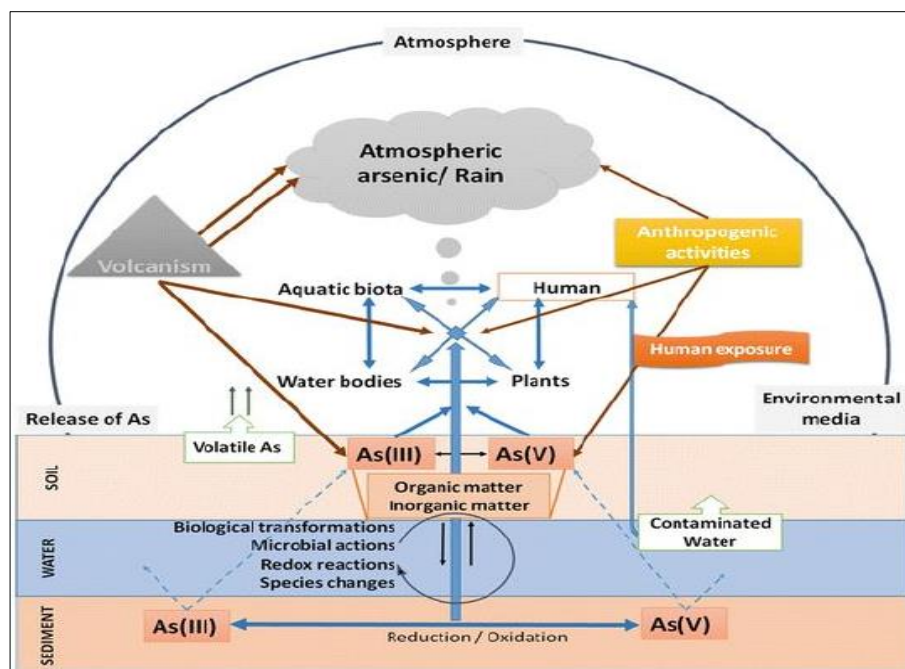 Atmosphere
Atmospheric
arsenic/ Rain
Volcanism
Anthropogenic
activities
Aquatic biota
Human
Human exposure
Water bodies
Plants
Release of As
Environmental
media
Volatile As
SOIL
As(III)
As(V)
Organic matter
Inorganic matter
Contaminated
Water
WATER
Biological transformations
Microbial actions
Redox reactions
Species changes
SEDIMENT
As(III)
As(V)
Reduction / Oxidation